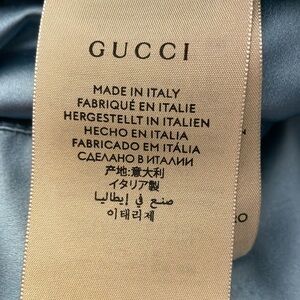 GUCCI
MADE IN ITALY
FABRIQUÉ EN ITALIE
HERGESTELLT IN ITALIEN
HECHO EN ITALIA
FABRICADO EM ITÁLIA
СДЕЛАНО В ИТАЛИИ
产地:意大利
イタリア製
صنع في إيطاليا
이태리제